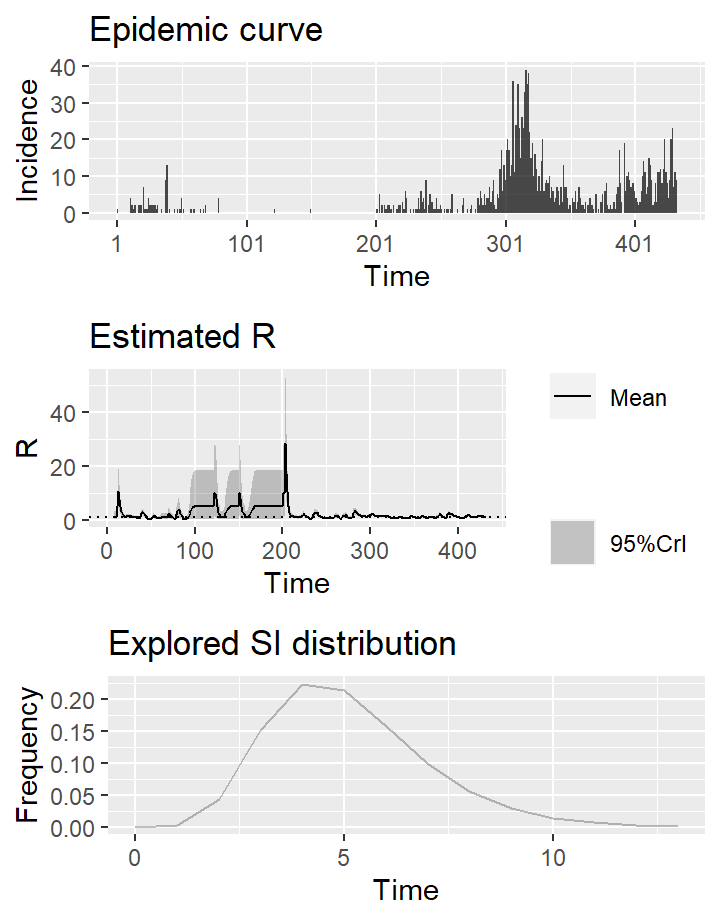 Epidemic curve
40
30
20
10
0
Incidence
1 101 201 301 401
Time
Estimated R
40
20
0
R
0 100 200 300 400
Time
Mean
95%CrI
Explored SI distribution
0.20
0.15
0.10
0.05
0.00
Frequency
0 5 10
Time